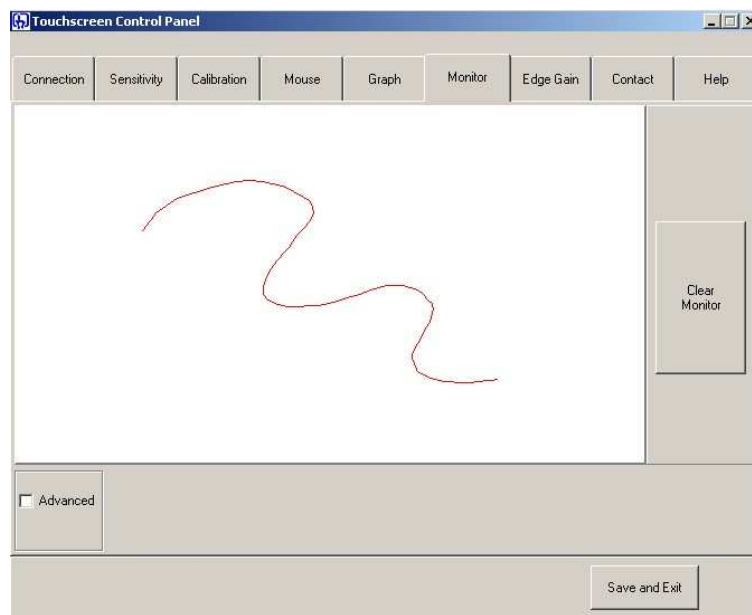 Touchscreen Control Panel
Connection
Sensitivity
Calibration
Mouse
Graph
Monitor
Edge Gain
Contact
Help
Clear
Monitor
Advanced
Save and Exit